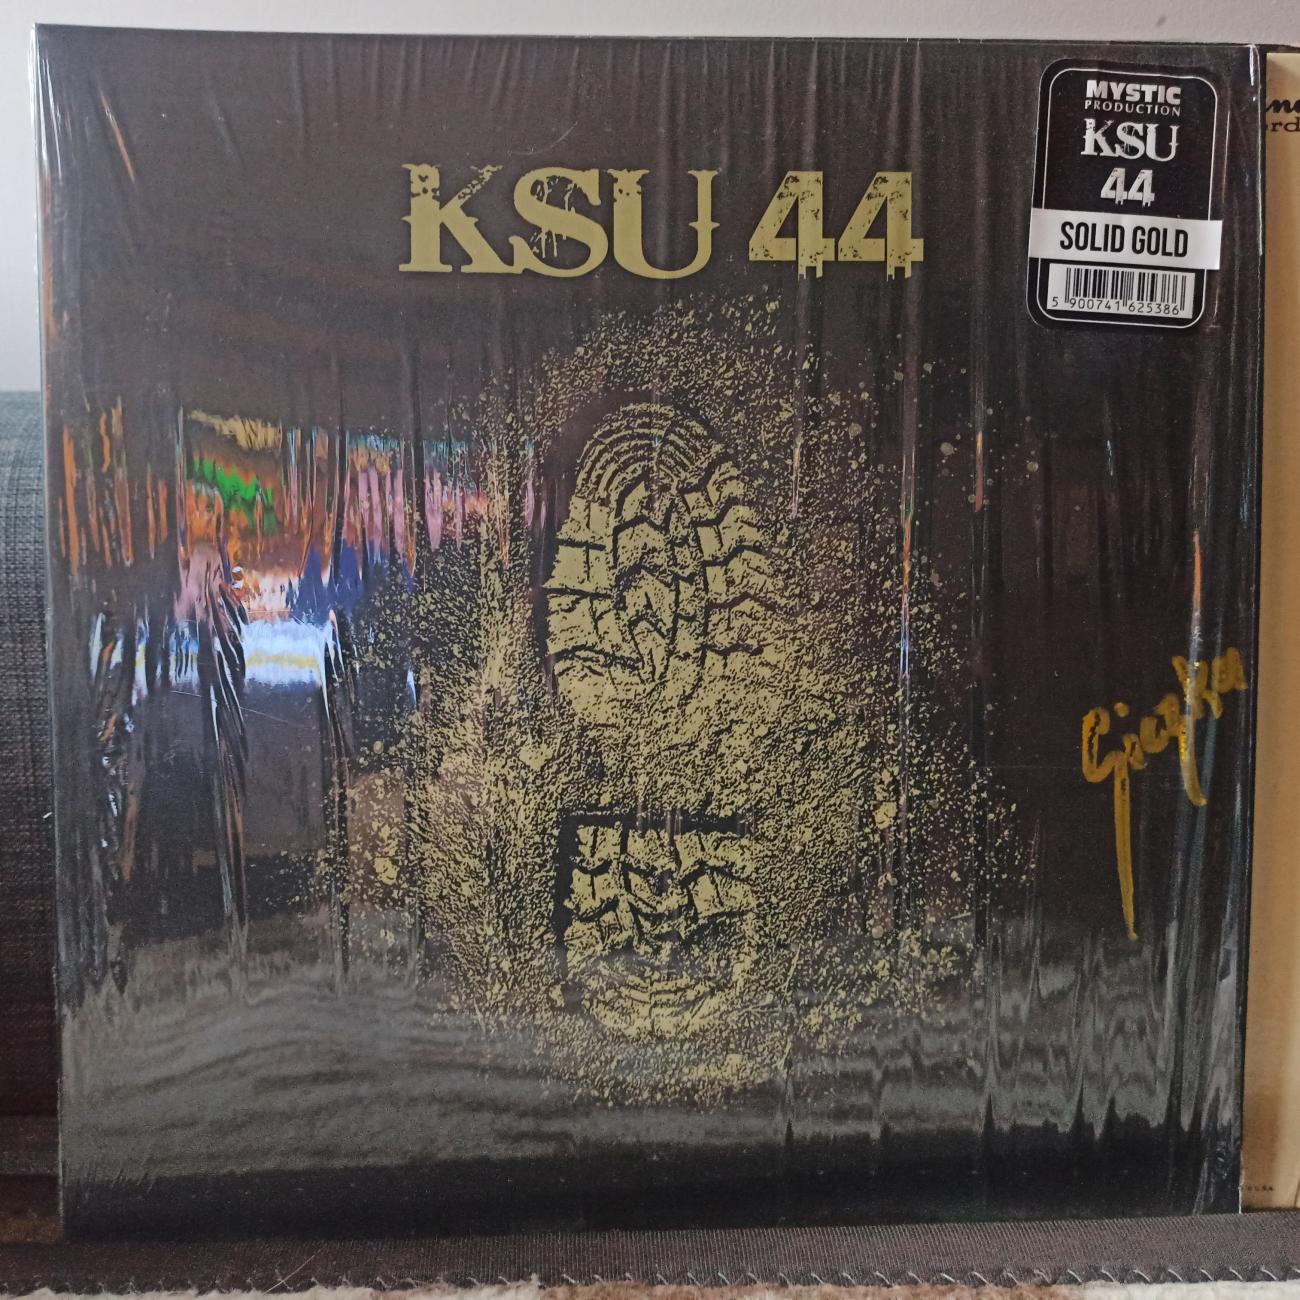 KSU 44
MYSTIC
PRODUCTION
KSU
44
SOLID GOLD
5 900741 625386